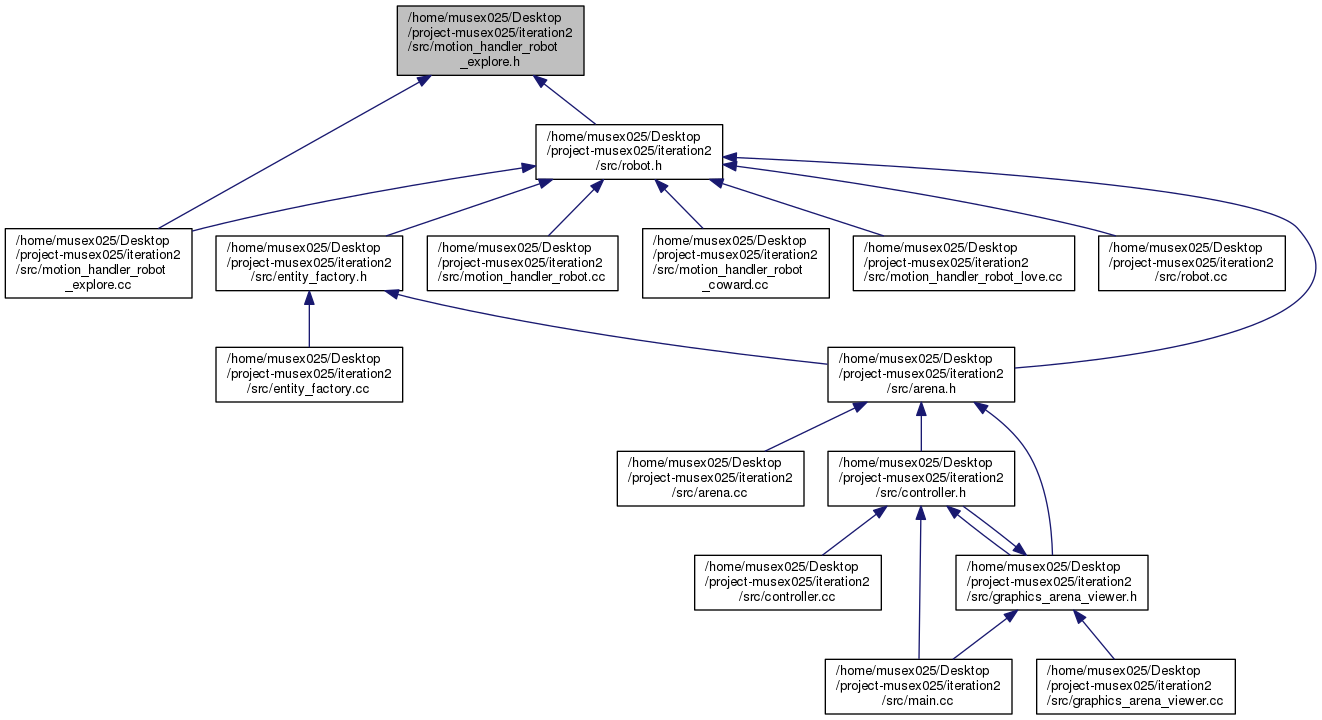 /home/musex025/Desktop
/project-musex025/iteration2
/src/motion_handler_robot
_explore.h
/home/musex025/Desktop
/project-musex025/iteration2
/src/robot.h
/home/musex025/Desktop
/project-musex025/iteration2
/src/motion_handler_robot
_explore.cc
/home/musex025/Desktop
/project-musex025/iteration2
/src/entity_factory.h
/home/musex025/Desktop
/project-musex025/iteration2
/src/motion_handler_robot.cc
/home/musex025/Desktop
/project-musex025/iteration2
/src/motion_handler_robot
_coward.cc
/home/musex025/Desktop
/project-musex025/iteration2
/src/motion_handler_robot_love.cc
/home/musex025/Desktop
/project-musex025/iteration2
/src/robot.cc
/home/musex025/Desktop
/project-musex025/iteration2
/src/entity_factory.cc
/home/musex025/Desktop
/project-musex025/iteration2
/src/arena.h
/home/musex025/Desktop
/project-musex025/iteration2
/src/arena.cc
/home/musex025/Desktop
/project-musex025/iteration2
/src/controller.h
/home/musex025/Desktop
/project-musex025/iteration2
/src/controller.cc
/home/musex025/Desktop
/project-musex025/iteration2
/src/graphics_arena_viewer.h
/home/musex025/Desktop
/project-musex025/iteration2
/src/main.cc
/home/musex025/Desktop
/project-musex025/iteration2
/src/graphics_arena_viewer.cc